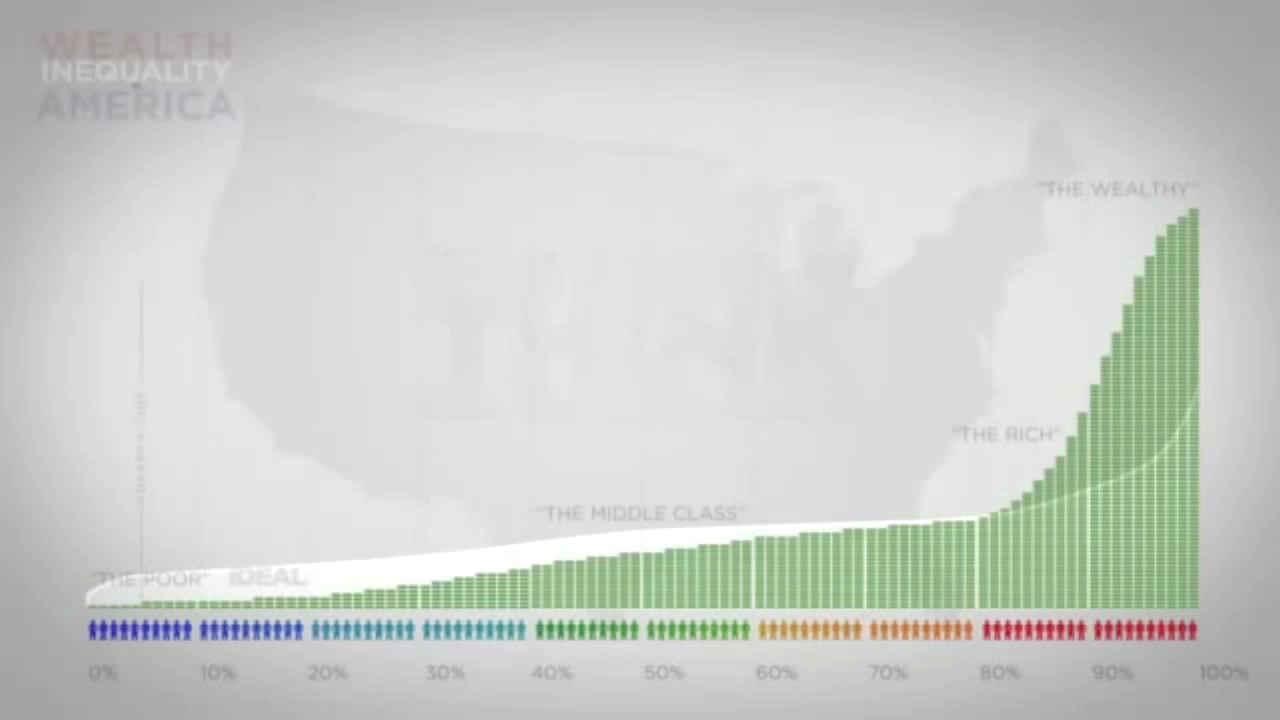 WEALTH
INEQUALITY
AMERICA
"THE WEALTHY"
"THE RICH"
"THE MIDDLE CLASS"
"THE POOR" IDEAL
0% 10% 20% 30% 40% 50% 60% 70% 80% 90% 100%